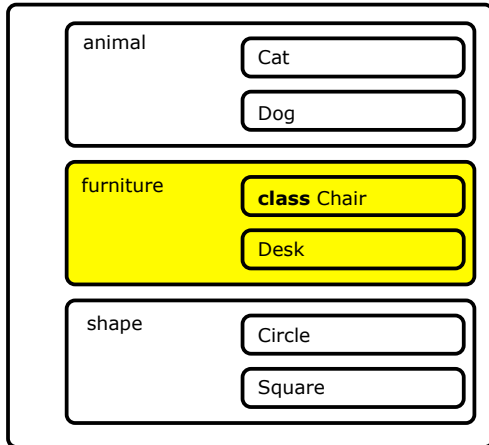 animal
Cat
Dog
furniture
class Chair
Desk
shape
Circle
Square